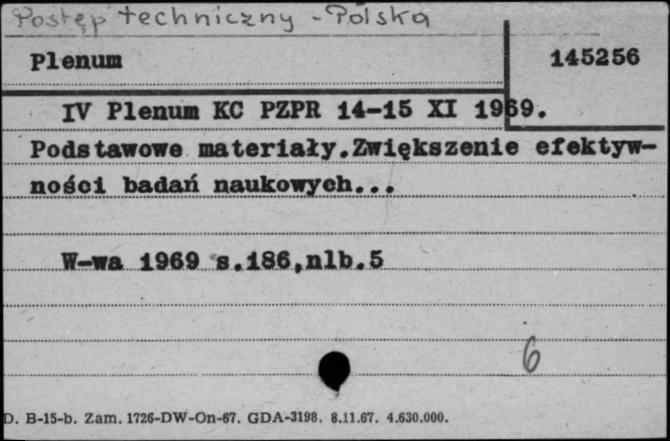 Postęp techniczny - Polska
Plenum
145256
IV Plenum KC PZPR 14-15 XI 1969.
Podstawowe materiały.Zwiększenie efektyw-
ności badań naukowych...
W-wa 1969 s.186,nlb.5
6
D. B-15-b. Zam. 1726-DW-On-67. GDA-3198. 8.11.67. 4.630.000.